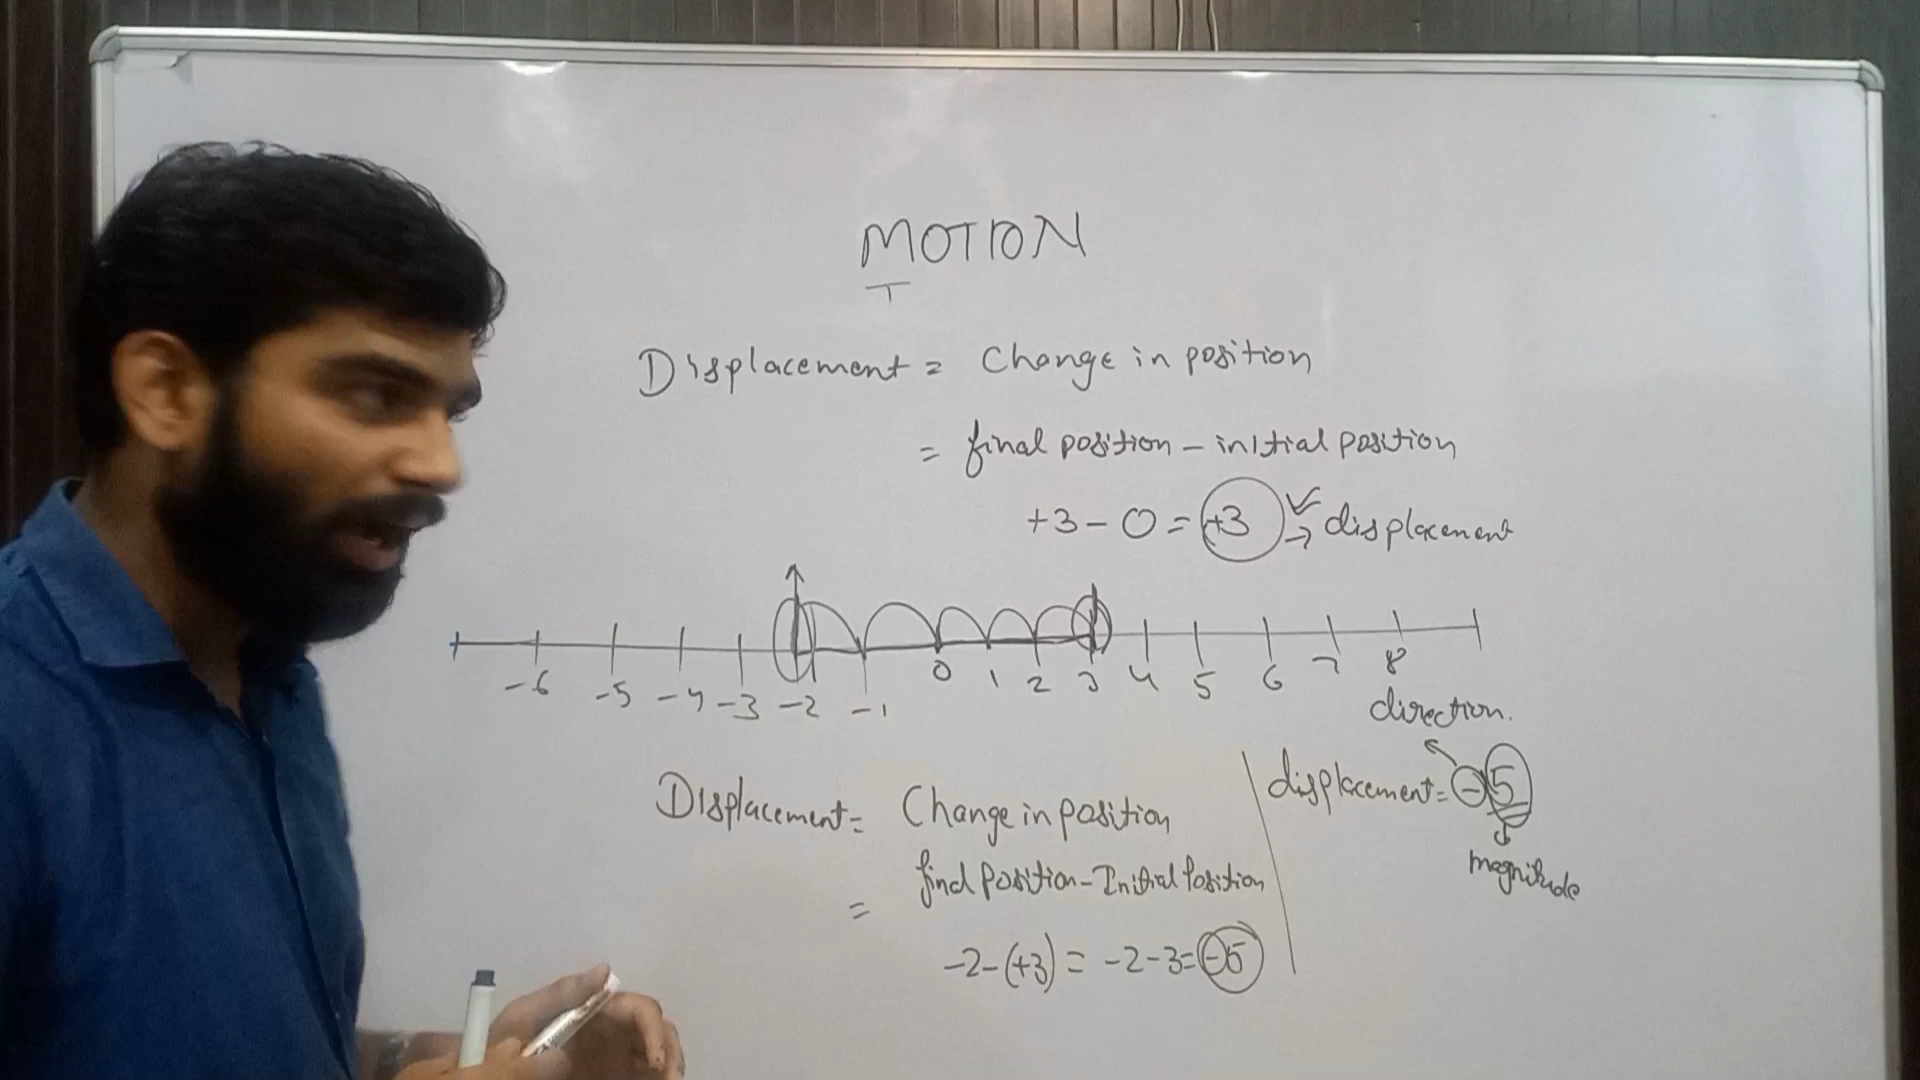 MOTION
T
Displacement = Change in position
= final position - initial position
+3 - 0 = +3 → displacement
-6 -5 -4 -3 -2 -1 0 1 2 3 4 5 6 7 8
direction.
Displacement = Change in position
= final Position - Initial Position
-2-(+3) = -2-3 = -5
displacement = -5
magnitude